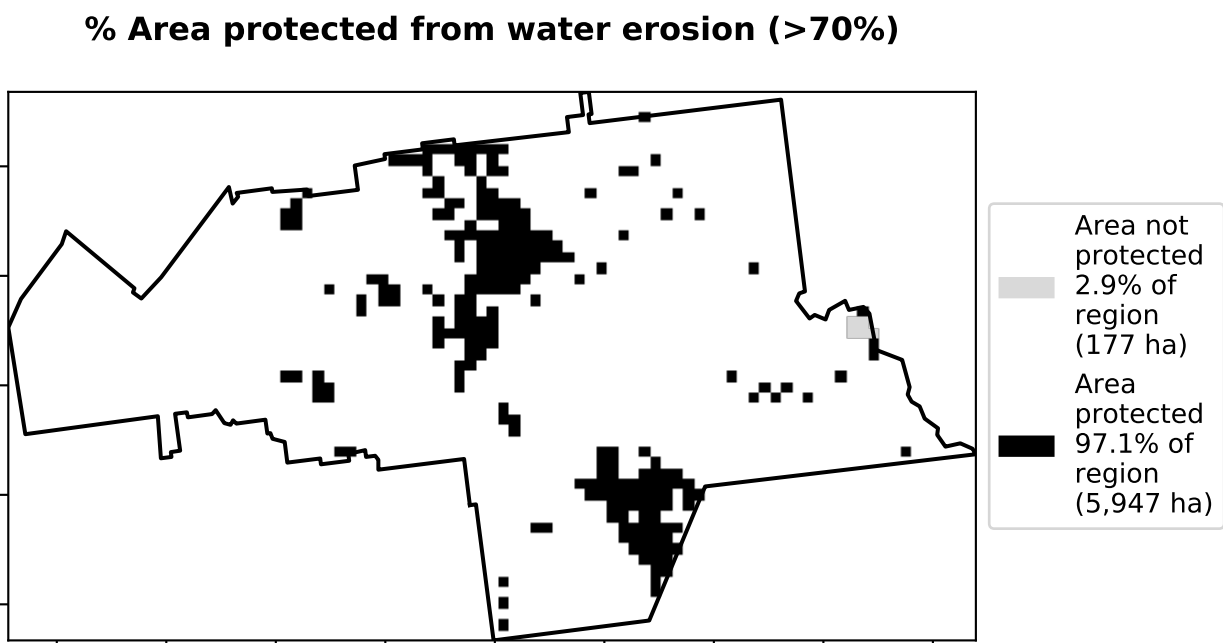 % Area protected from water erosion (>70%)
Area not
protected
2.9% of
region
(177 ha)
Area
protected
97.1% of
region
(5,947 ha)